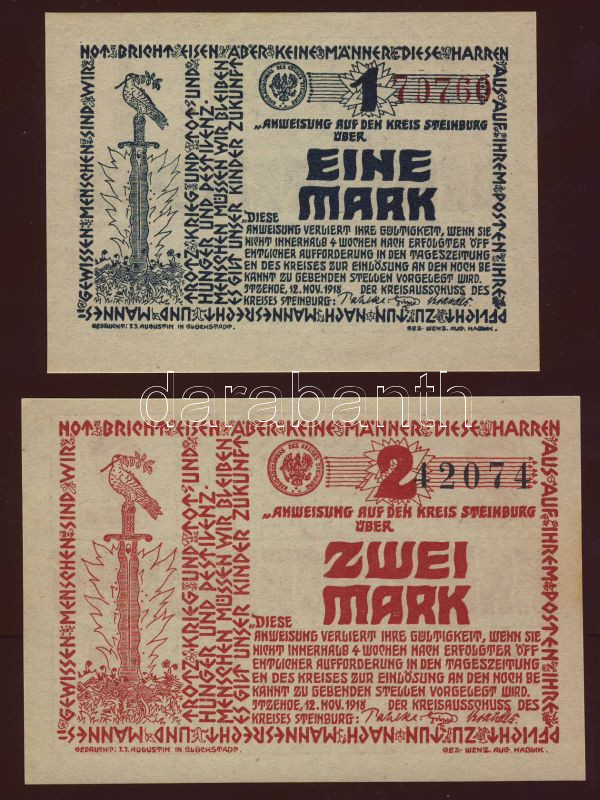 NOT BRICHT EISEN ABER KEINE MÄNNER DIESE HARREN
AUS AUF IHREM POSTEN IHRE
PFLICHT ZU TUN NACH MENSCHENRECHT UND MANNES
GEWISSEN MENSCHEN SIND WIR
TROTZ KRIEG UND TOT UND
HUNGER UND PESTILENZ.
MENSCHEN MÜSSEN WIR BLEIBEN
ES GILT UNSER KINDER ZUKUNFT
1 70760
„ANWEISUNG AUF DEN KREIS STEINBURG
ÜBER
EINE
MARK
„DIESE
ANWEISUNG VERLIERT IHRE GÜLTIGKEIT, WENN SIE
NICHT INNERHALB 4 WOCHEN NACH ERFOLGTER ÖFF
ENTLICHER AUFFORDERUNG IN DEN TAGESZEITUNG
EN DES KREISES ZUR EINLÖSUNG AN DEN NOCH BE
KANNT ZU GEBENDEN STELLEN VORGELEGT WIRD.
ITZEHOE, 12. NOV. 1918. DER KREISAUSSCHUSS DES
KREISES STEINBURG:
GEDRUCKT: J.J. AUGUSTIN IN GLÜCKSTADT.
GEZ. WENZ. AUG. HABLIK.
darabanth
NOT BRICHT EISEN ABER KEINE MÄNNER DIESE HARREN
AUS AUF IHREM POSTEN IHRE
PFLICHT ZU TUN NACH MENSCHENRECHT UND MANNES
GEWISSEN MENSCHEN SIND WIR
TROTZ KRIEG UND TOT UND
HUNGER UND PESTILENZ.
MENSCHEN MÜSSEN WIR BLEIBEN
ES GILT UNSER KINDER ZUKUNFT
2 42074
„ANWEISUNG AUF DEN KREIS STEINBURG
ÜBER
ZWEI
MARK
„DIESE
ANWEISUNG VERLIERT IHRE GÜLTIGKEIT, WENN SIE
NICHT INNERHALB 4 WOCHEN NACH ERFOLGTER ÖFF
ENTLICHER AUFFORDERUNG IN DEN TAGESZEITUNG
EN DES KREISES ZUR EINLÖSUNG AN DEN NOCH BE
KANNT ZU GEBENDEN STELLEN VORGELEGT WIRD.
ITZEHOE, 12. NOV. 1918 DER KREISAUSSCHUSS DES
KREISES STEINBURG:
GEDRUCKT: J.J. AUGUSTIN IN GLÜCKSTADT.
GEZ. WENZ. AUG. HABLIK.